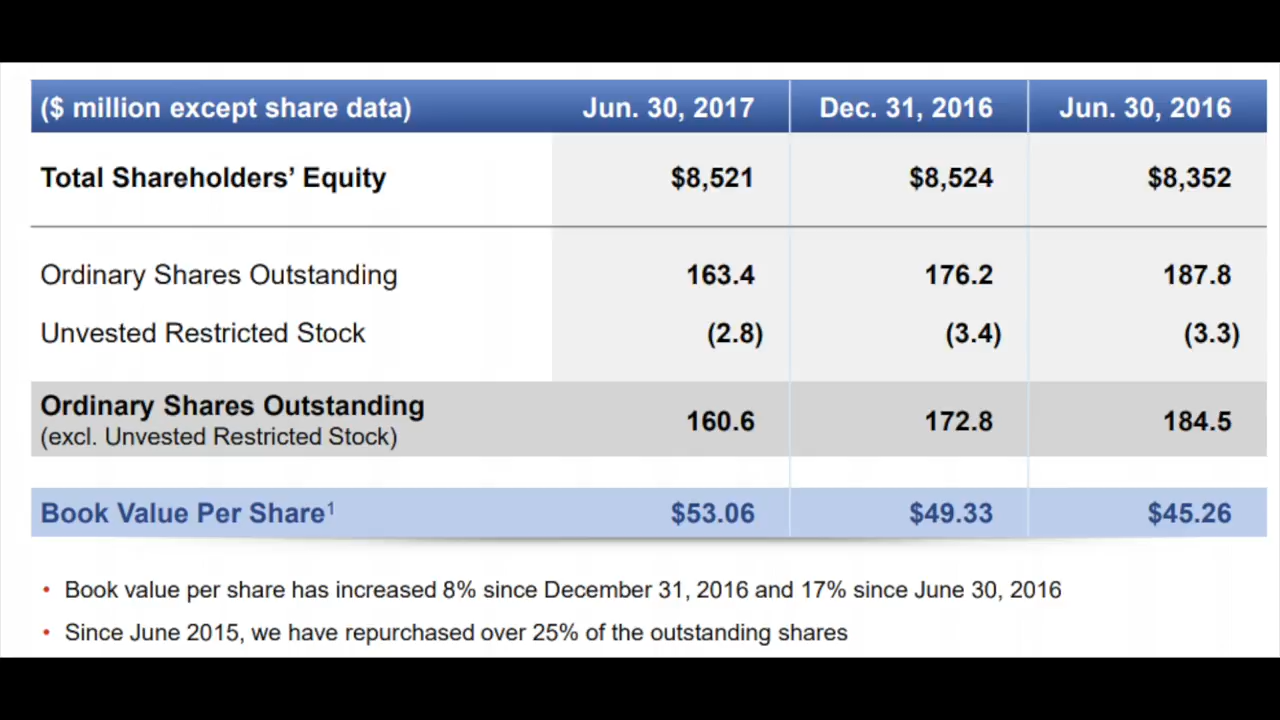 ($ million except share data) Jun. 30, 2017 Dec. 31, 2016 Jun. 30, 2016
Total Shareholders’ Equity $8,521 $8,524 $8,352
Ordinary Shares Outstanding 163.4 176.2 187.8
Unvested Restricted Stock (2.8) (3.4) (3.3)
Ordinary Shares Outstanding
(excl. Unvested Restricted Stock) 160.6 172.8 184.5
Book Value Per Share¹ $53.06 $49.33 $45.26
• Book value per share has increased 8% since December 31, 2016 and 17% since June 30, 2016
• Since June 2015, we have repurchased over 25% of the outstanding shares